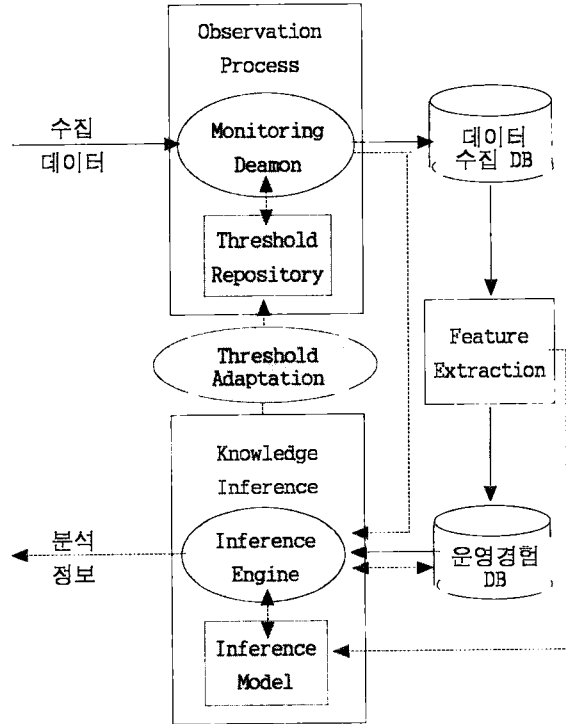 Observation
Process
수집
데이터
Monitoring
Deamon
데이터
수집 DB
Threshold
Repository
Threshold
Adaptation
Feature
Extraction
Knowledge
Inference
분석
정보
Inference
Engine
운영경험
DB
Inference
Model